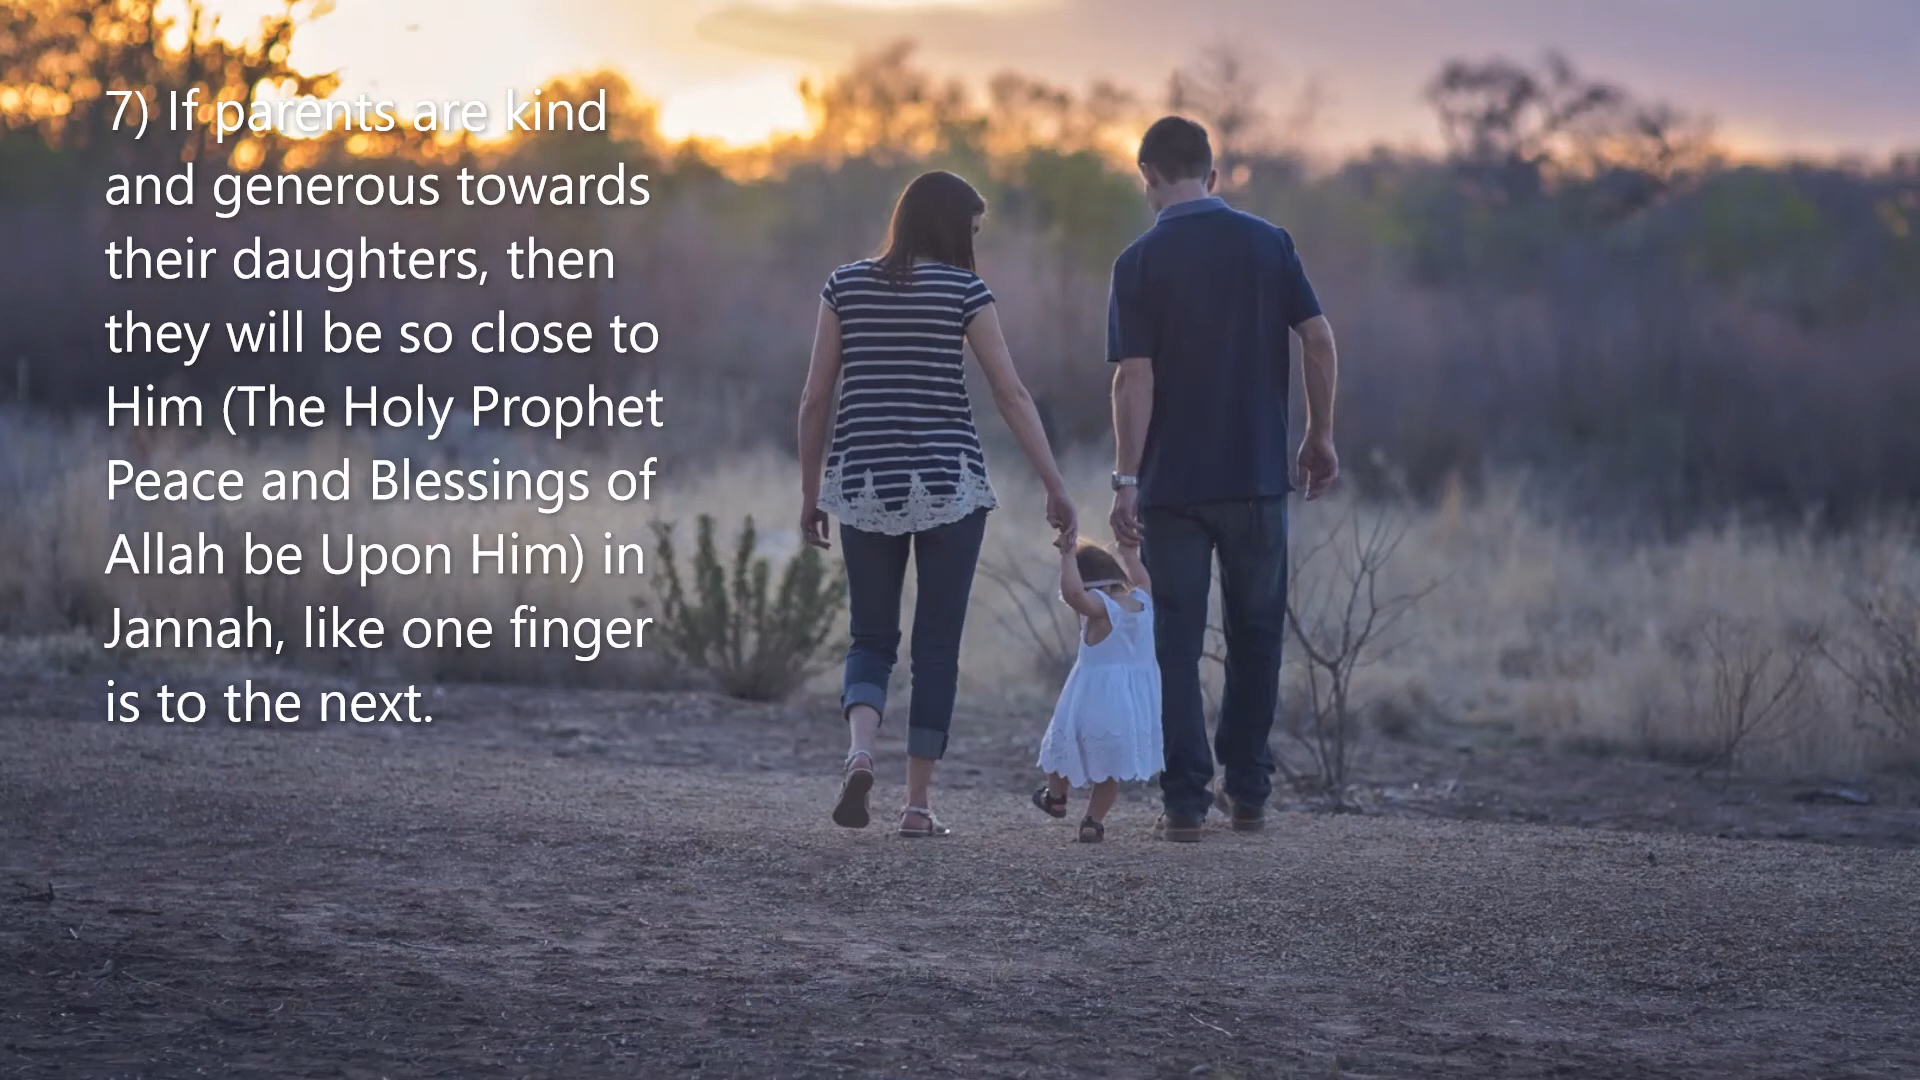 7) If parents are kind
and generous towards
their daughters, then
they will be so close to
Him (The Holy Prophet
Peace and Blessings of
Allah be Upon Him) in
Jannah, like one finger
is to the next.